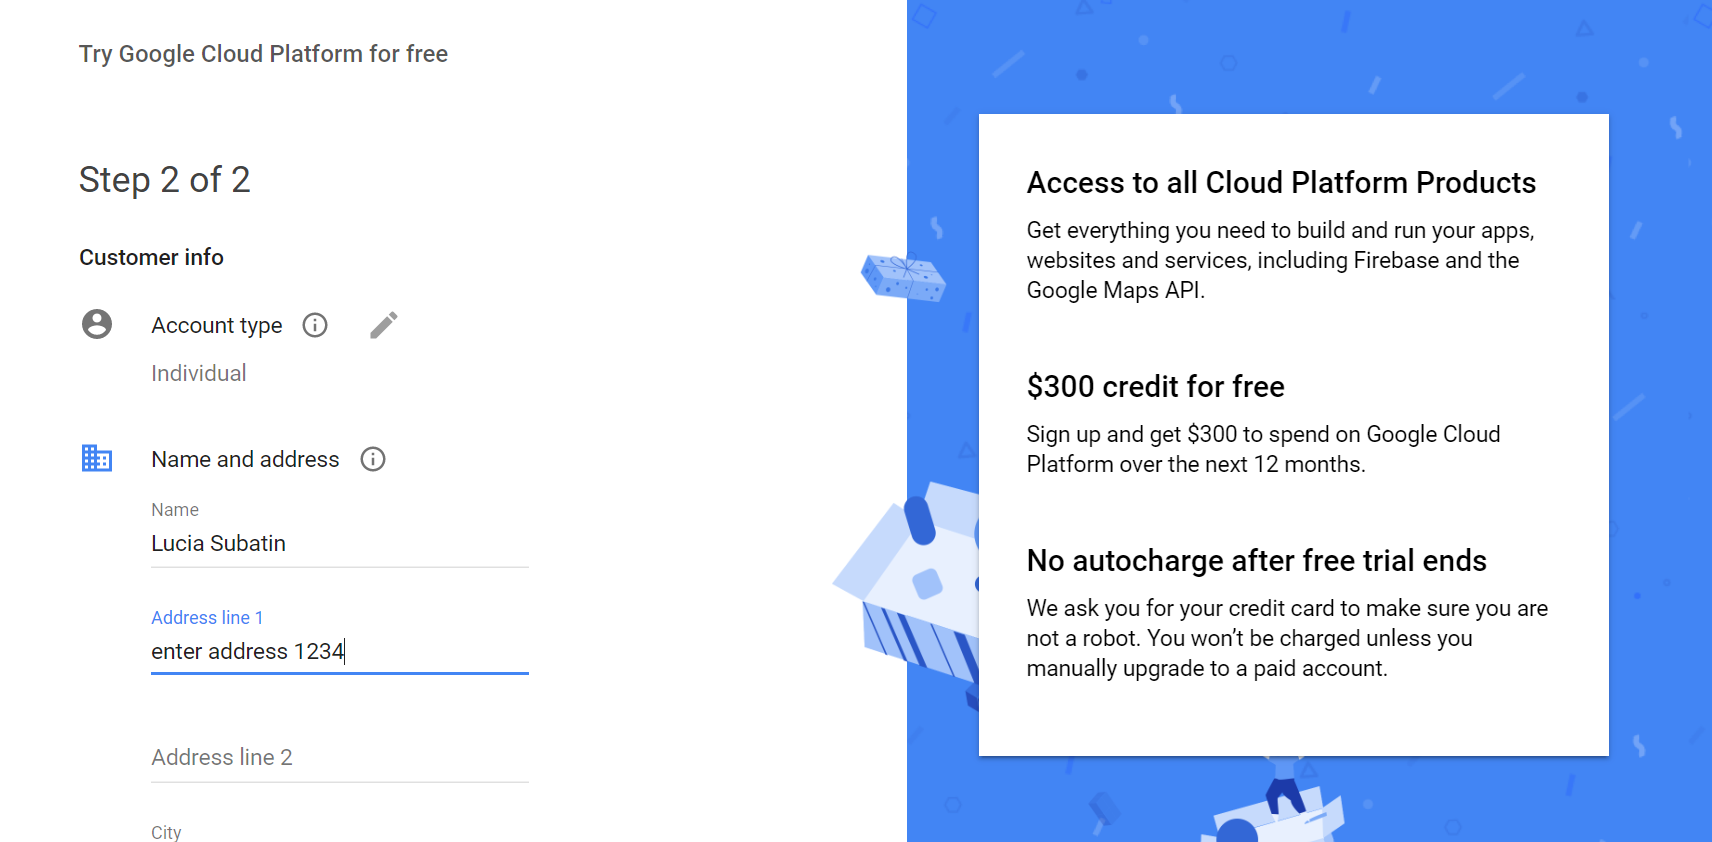 Try Google Cloud Platform for free
Step 2 of 2
Customer info
Account type
Individual
Name and address
Name
Lucia Subatin
Address line 1
enter address 1234
Address line 2
City
Access to all Cloud Platform Products
Get everything you need to build and run your apps,
websites and services, including Firebase and the
Google Maps API.
$300 credit for free
Sign up and get $300 to spend on Google Cloud
Platform over the next 12 months.
No autocharge after free trial ends
We ask you for your credit card to make sure you are
not a robot. You won’t be charged unless you
manually upgrade to a paid account.